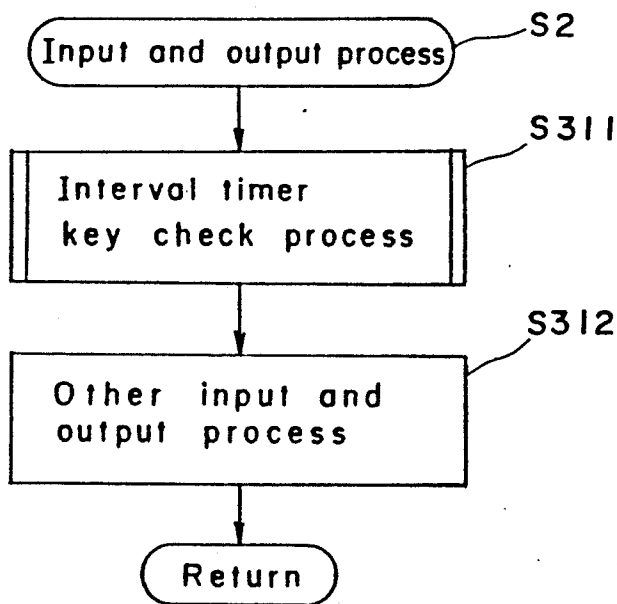 Input and output process
S2
S311
Interval timer
key check process
S312
Other input and
output process
Return